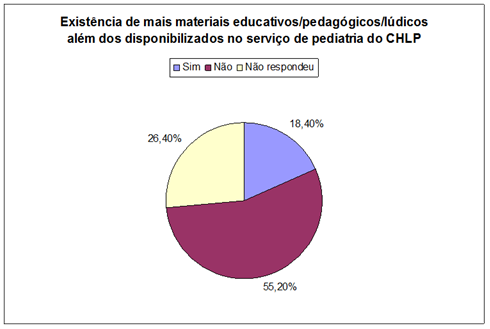 Existência de mais materiais educativos/pedagógicos/lúdicos
além dos disponibilizados no serviço de pediatria do CHLP
Sim Não Não respondeu
18,40%
26,40%
55,20%